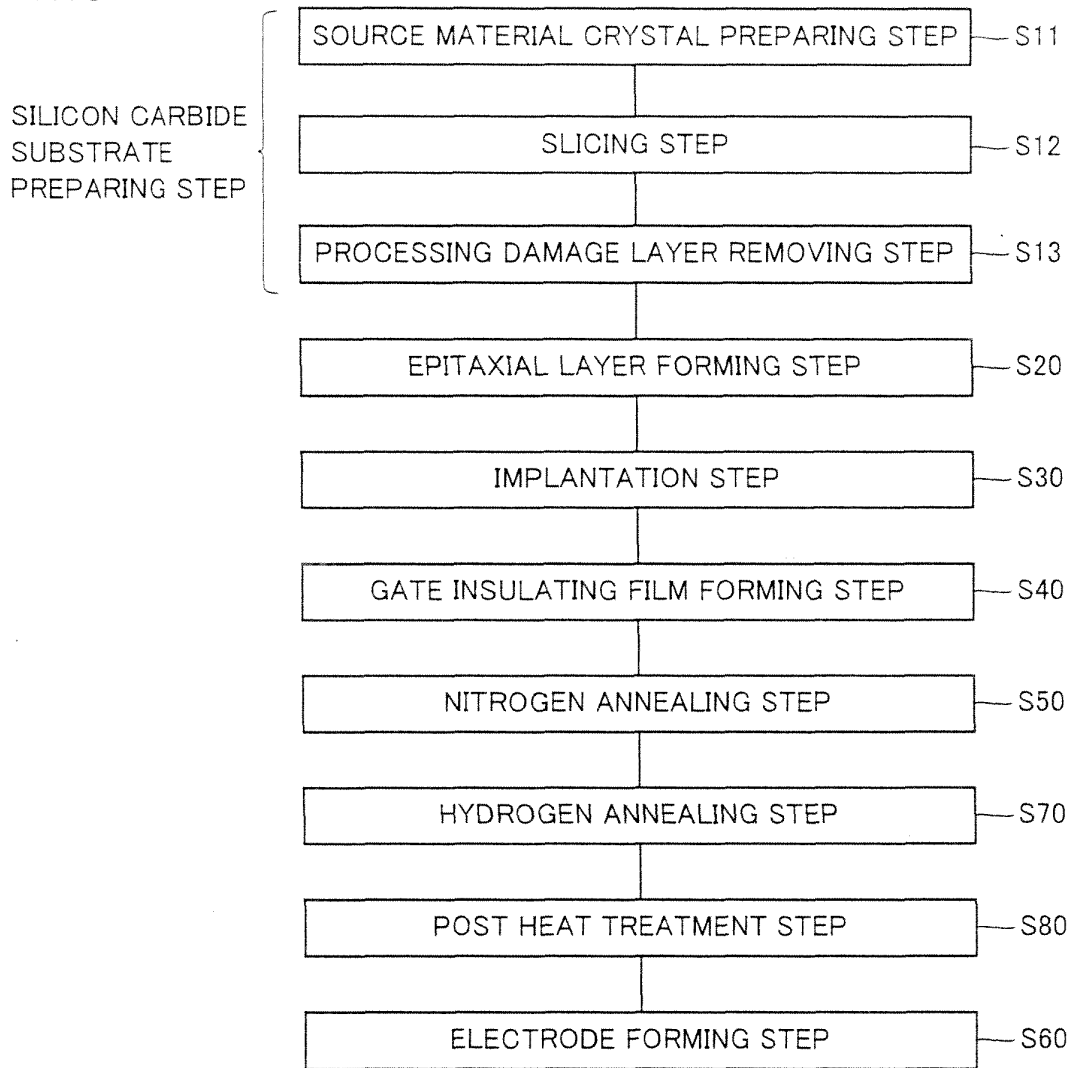 SOURCE MATERIAL CRYSTAL PREPARING STEP S11
SILICON CARBIDE
SUBSTRATE
PREPARING STEP
SLICING STEP S12
PROCESSING DAMAGE LAYER REMOVING STEP S13
EPITAXIAL LAYER FORMING STEP S20
IMPLANTATION STEP S30
GATE INSULATING FILM FORMING STEP S40
NITROGEN ANNEALING STEP S50
HYDROGEN ANNEALING STEP S70
POST HEAT TREATMENT STEP S80
ELECTRODE FORMING STEP S60